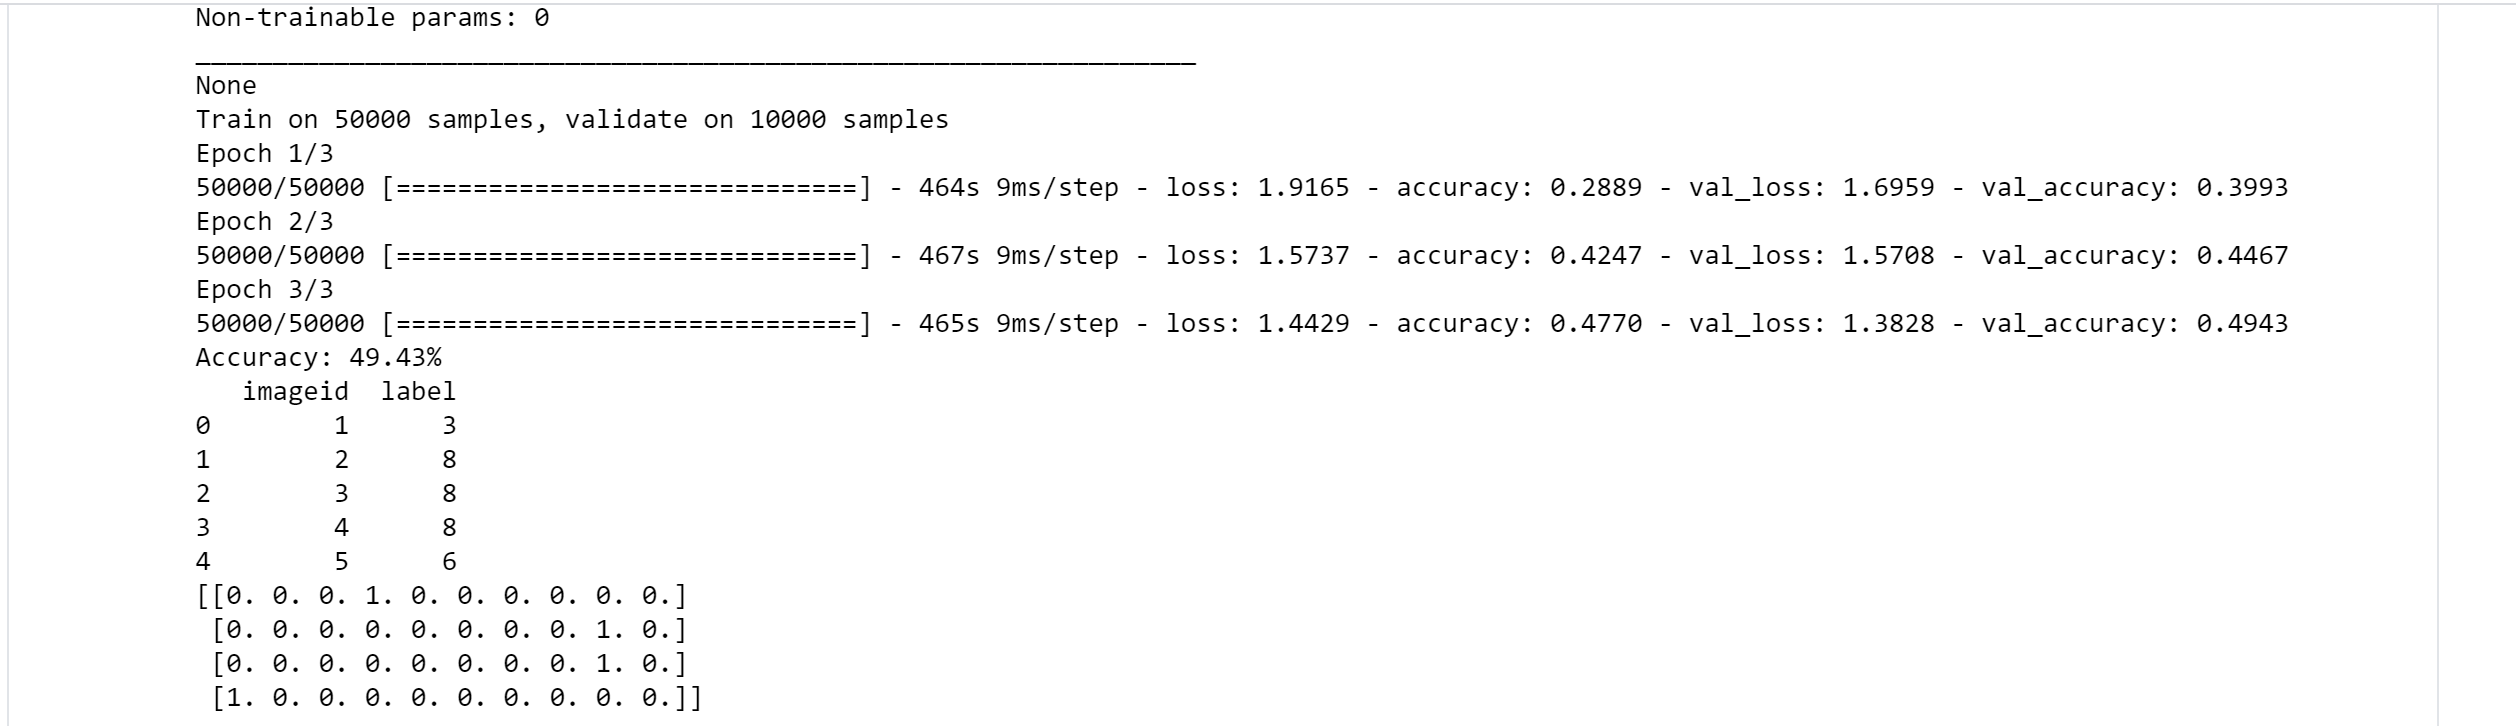 Non-trainable params: 0
_________________________________________________________________
None
Train on 50000 samples, validate on 10000 samples
Epoch 1/3
50000/50000 [==============================] - 464s 9ms/step - loss: 1.9165 - accuracy: 0.2889 - val_loss: 1.6959 - val_accuracy: 0.3993
Epoch 2/3
50000/50000 [==============================] - 467s 9ms/step - loss: 1.5737 - accuracy: 0.4247 - val_loss: 1.5708 - val_accuracy: 0.4467
Epoch 3/3
50000/50000 [==============================] - 465s 9ms/step - loss: 1.4429 - accuracy: 0.4770 - val_loss: 1.3828 - val_accuracy: 0.4943
Accuracy: 49.43%
   imageid  label
0        1      3
1        2      8
2        3      8
3        4      8
4        5      6
[[0. 0. 0. 1. 0. 0. 0. 0. 0. 0.]
 [0. 0. 0. 0. 0. 0. 0. 0. 1. 0.]
 [0. 0. 0. 0. 0. 0. 0. 0. 1. 0.]
 [1. 0. 0. 0. 0. 0. 0. 0. 0. 0.]]